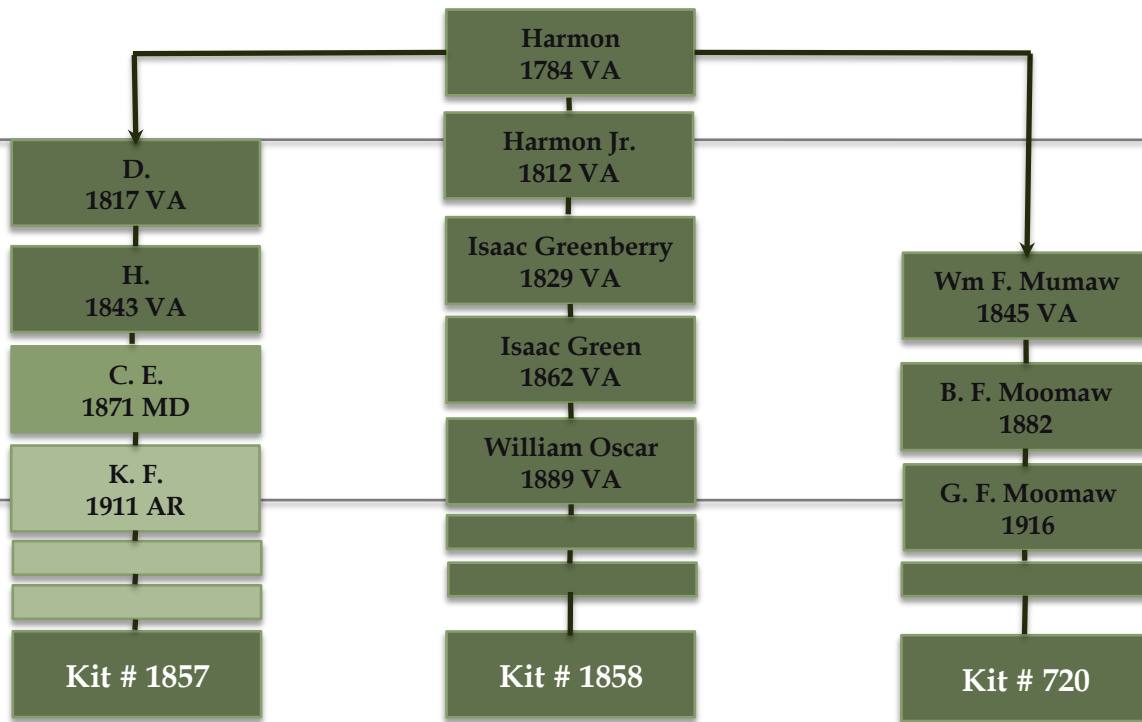 Harmon
1784 VA
D.
1817 VA
H.
1843 VA
C. E.
1871 MD
K. F.
1911 AR
Kit # 1857
Harmon Jr.
1812 VA
Isaac Greenberry
1829 VA
Isaac Green
1862 VA
William Oscar
1889 VA
Kit # 1858
Wm F. Mumaw
1845 VA
B. F. Moomaw
1882
G. F. Moomaw
1916
Kit # 720